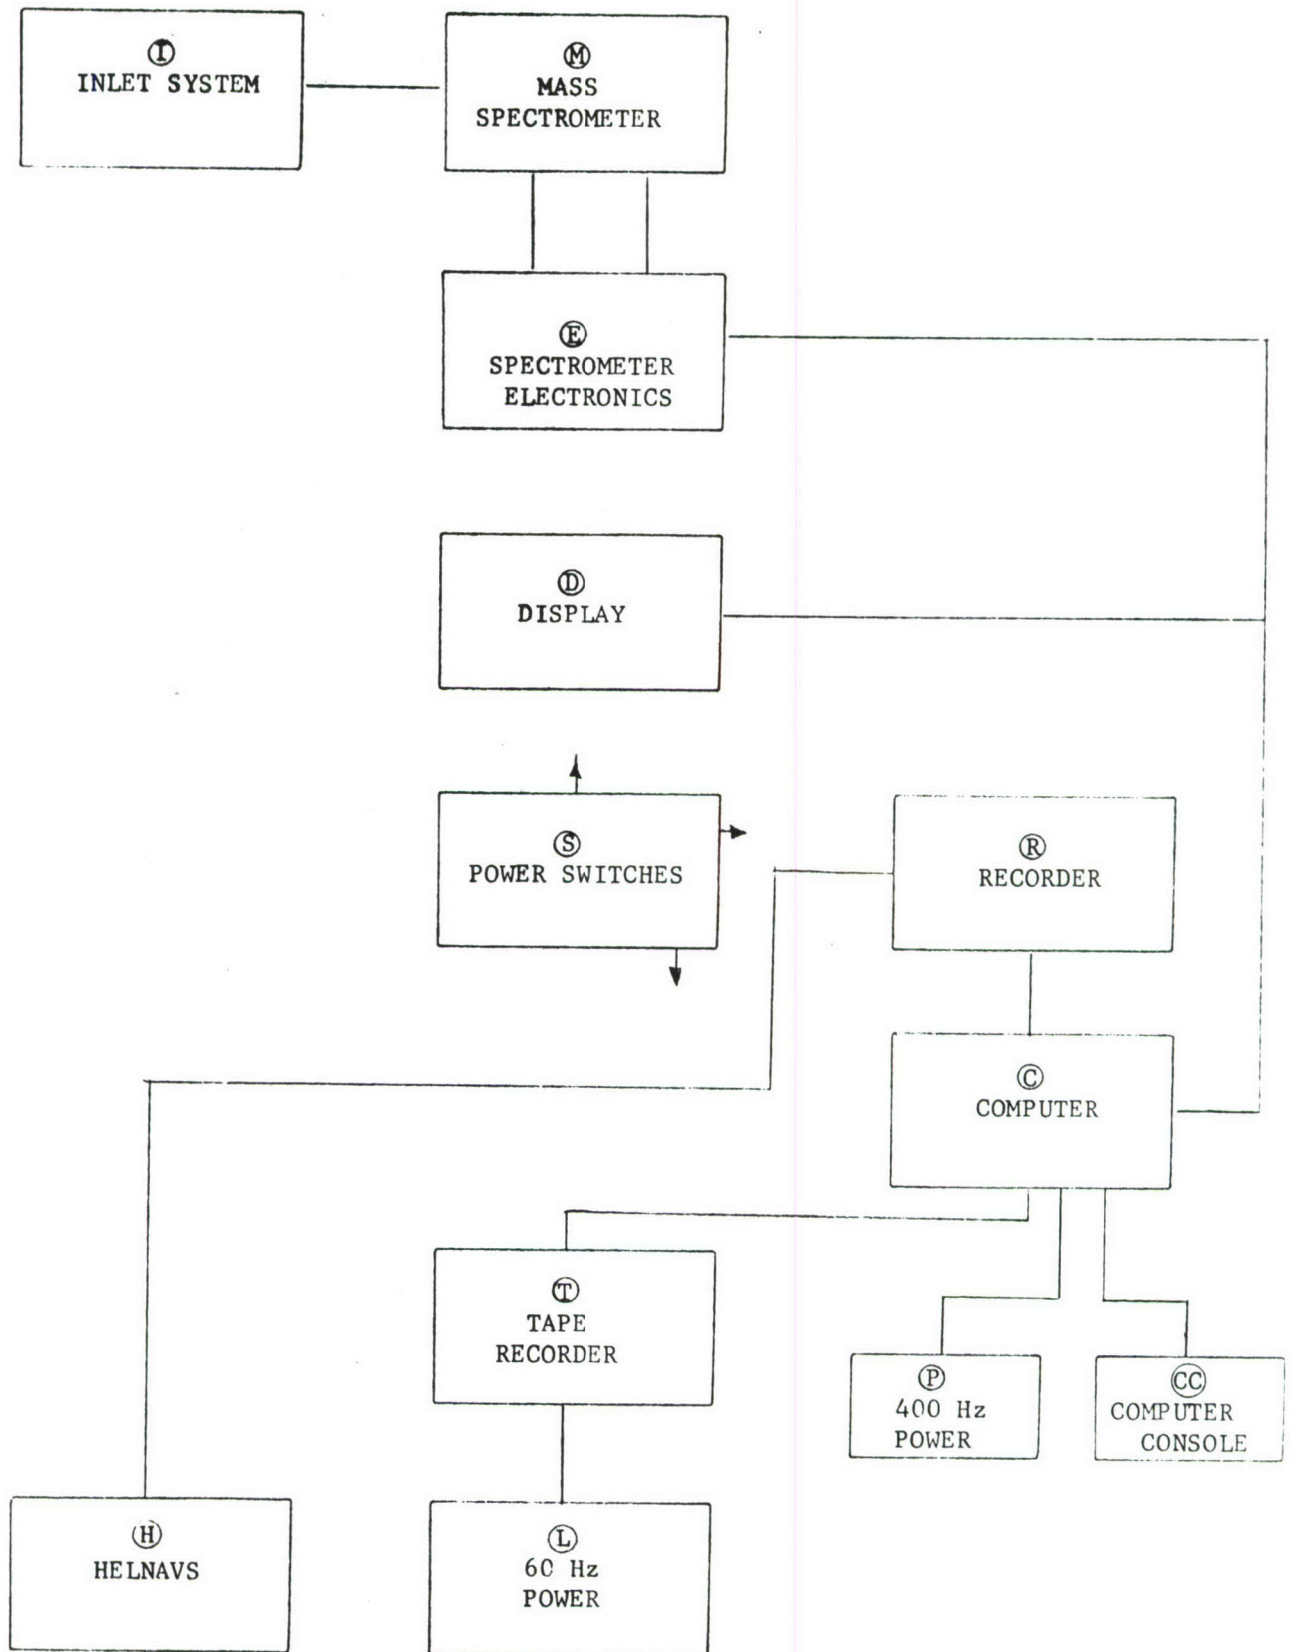 I
INLET SYSTEM
M
MASS
SPECTROMETER
E
SPECTROMETER
ELECTRONICS
D
DISPLAY
S
POWER SWITCHES
R
RECORDER
C
COMPUTER
T
TAPE
RECORDER
P
400 Hz
POWER
CC
COMPUTER
CONSOLE
H
HELNAVS
L
60 Hz
POWER